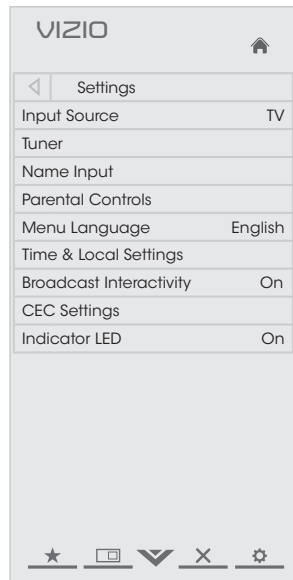 VIZIO
Settings
Input Source TV
Tuner
Name Input
Parental Controls
Menu Language English
Time & Local Settings
Broadcast Interactivity On
CEC Settings
Indicator LED On